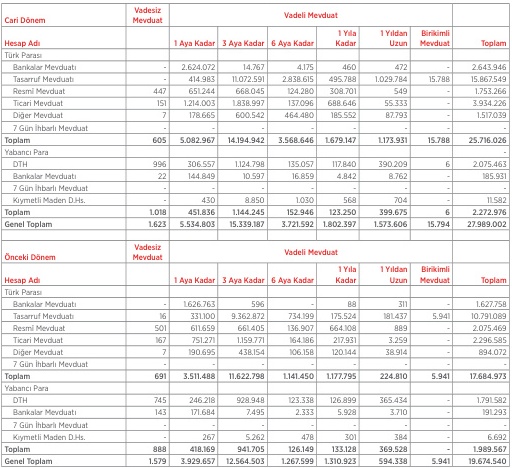 Cari Dönem Vadesiz Mevduat Vadeli Mevduat
Hesap Adı 1 Aya Kadar 3 Aya Kadar 6 Aya Kadar 1 Yıla Kadar 1 Yıldan Uzun Birikimli Mevduat Toplam
Türk Parası
Bankalar Mevduatı - 2.624.072 14.767 4.175 460 472 - 2.643.946
Tasarruf Mevduatı - 414.983 11.072.591 2.838.615 495.788 1.029.784 15.788 15.867.549
Resmî Mevduat 447 651.244 668.045 124.280 308.701 549 - 1.753.266
Ticari Mevduat 151 1.214.003 1.838.997 137.096 688.646 55.333 - 3.934.226
Diğer Mevduat 7 178.665 600.542 464.480 185.552 87.793 - 1.517.039
7 Gün İhbarlı Mevduat - - - - - - - -
Toplam 605 5.082.967 14.194.942 3.568.646 1.679.147 1.173.931 15.788 25.716.026
Yabancı Para -
DTH 996 306.557 1.124.798 135.057 117.840 390.209 6 2.075.463
Bankalar Mevduatı 22 144.849 10.597 16.859 4.842 8.762 - 185.931
7 Gün İhbarlı Mevduat - - - - - - - -
Kıymetli Maden D.Hs. - 430 8.850 1.030 568 704 - 11.582
Toplam 1.018 451.836 1.144.245 152.946 123.250 399.675 6 2.272.976
Genel Toplam 1.623 5.534.803 15.339.187 3.721.592 1.802.397 1.573.606 15.794 27.989.002
Önceki Dönem Vadesiz Mevduat Vadeli Mevduat
Hesap Adı 1 Aya Kadar 3 Aya Kadar 6 Aya Kadar 1 Yıla Kadar 1 Yıldan Uzun Birikimli Mevduat Toplam
Türk Parası
Bankalar Mevduatı - 1.626.763 596 - 88 311 - 1.627.758
Tasarruf Mevduatı 16 331.100 9.362.872 734.199 175.524 181.437 5.941 10.791.089
Resmî Mevduat 501 611.659 661.405 136.907 664.108 889 - 2.075.469
Ticari Mevduat 167 751.271 1.159.771 164.186 217.931 3.259 - 2.296.585
Diğer Mevduat 7 190.695 438.154 106.158 120.144 38.914 - 894.072
7 Gün İhbarlı Mevduat - - - - - - - -
Toplam 691 3.511.488 11.622.798 1.141.450 1.177.795 224.810 5.941 17.684.973
Yabancı Para
DTH 745 246.218 928.948 123.338 126.899 365.434 - 1.791.582
Bankalar Mevduatı 143 171.684 7.495 2.333 5.928 3.710 - 191.293
7 Gün İhbarlı Mevduat - - - - - - - -
Kıymetli Maden D.Hs. - 267 5.262 478 301 384 - 6.692
Toplam 888 418.169 941.705 126.149 133.128 369.528 - 1.989.567
Genel Toplam 1.579 3.929.657 12.564.503 1.267.599 1.310.923 594.338 5.941 19.674.540